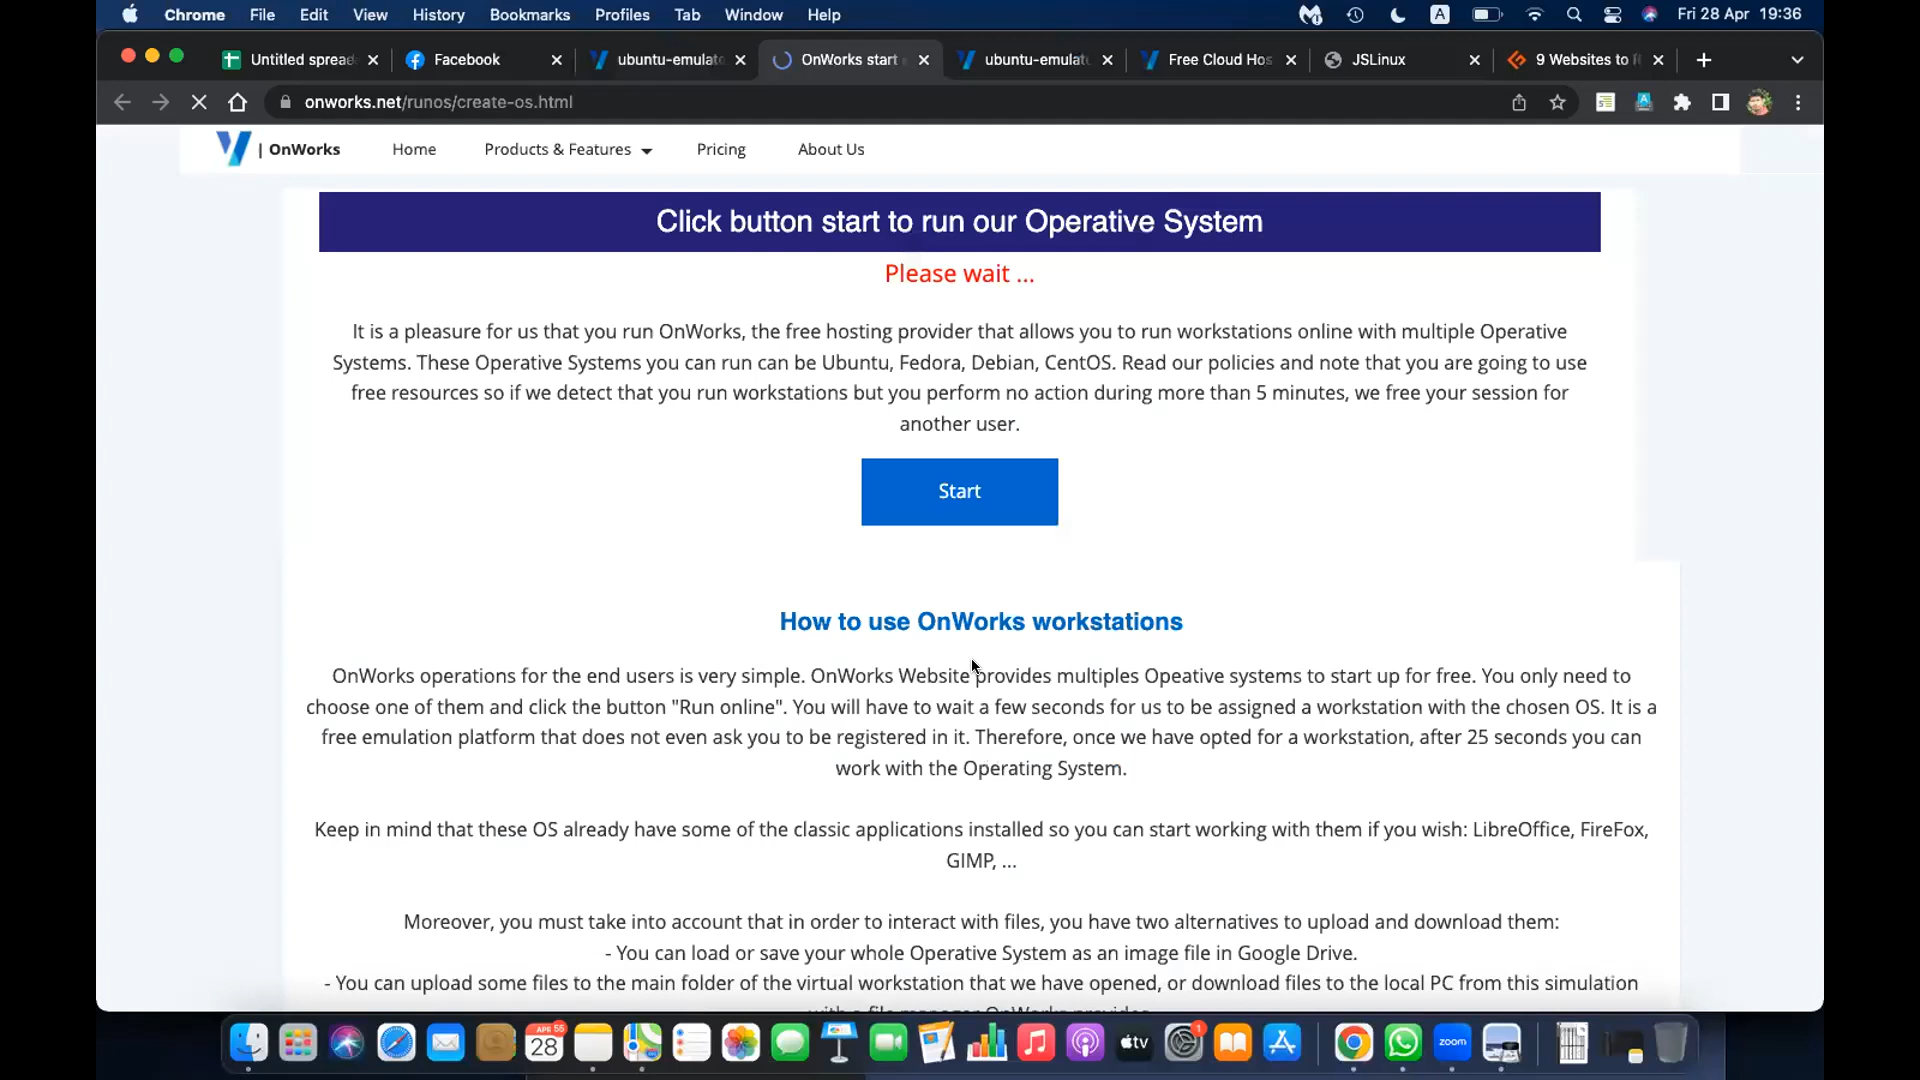 Chrome File Edit View History Bookmarks Profiles Tab Window Help A Fri 28 Apr 19:36
Untitled spread Facebook ubuntu-emulato OnWorks start ubuntu-emulato Free Cloud Hos JSLinux 9 Websites to
onworks.net/runos/create-os.html
| OnWorks Home Products & Features Pricing About Us
Click button start to run our Operative System
Please wait ...
It is a pleasure for us that you run OnWorks, the free hosting provider that allows you to run workstations online with multiple Operative
Systems. These Operative Systems you can run can be Ubuntu, Fedora, Debian, CentOS. Read our policies and note that you are going to use
free resources so if we detect that you run workstations but you perform no action during more than 5 minutes, we free your session for
another user.
Start
How to use OnWorks workstations
OnWorks operations for the end users is very simple. OnWorks Website provides multiples Opeative systems to start up for free. You only need to
choose one of them and click the button "Run online". You will have to wait a few seconds for us to be assigned a workstation with the chosen OS. It is a
free emulation platform that does not even ask you to be registered in it. Therefore, once we have opted for a workstation, after 25 seconds you can
work with the Operating System.
Keep in mind that these OS already have some of the classic applications installed so you can start working with them if you wish: LibreOffice, FireFox,
GIMP, ...
Moreover, you must take into account that in order to interact with files, you have two alternatives to upload and download them:
- You can load or save your whole Operative System as an image file in Google Drive.
- You can upload some files to the main folder of the virtual workstation that we have opened, or download files to the local PC from this simulation
with a file manager OnWorks provides.
APR 55
28 tv 1 zoom